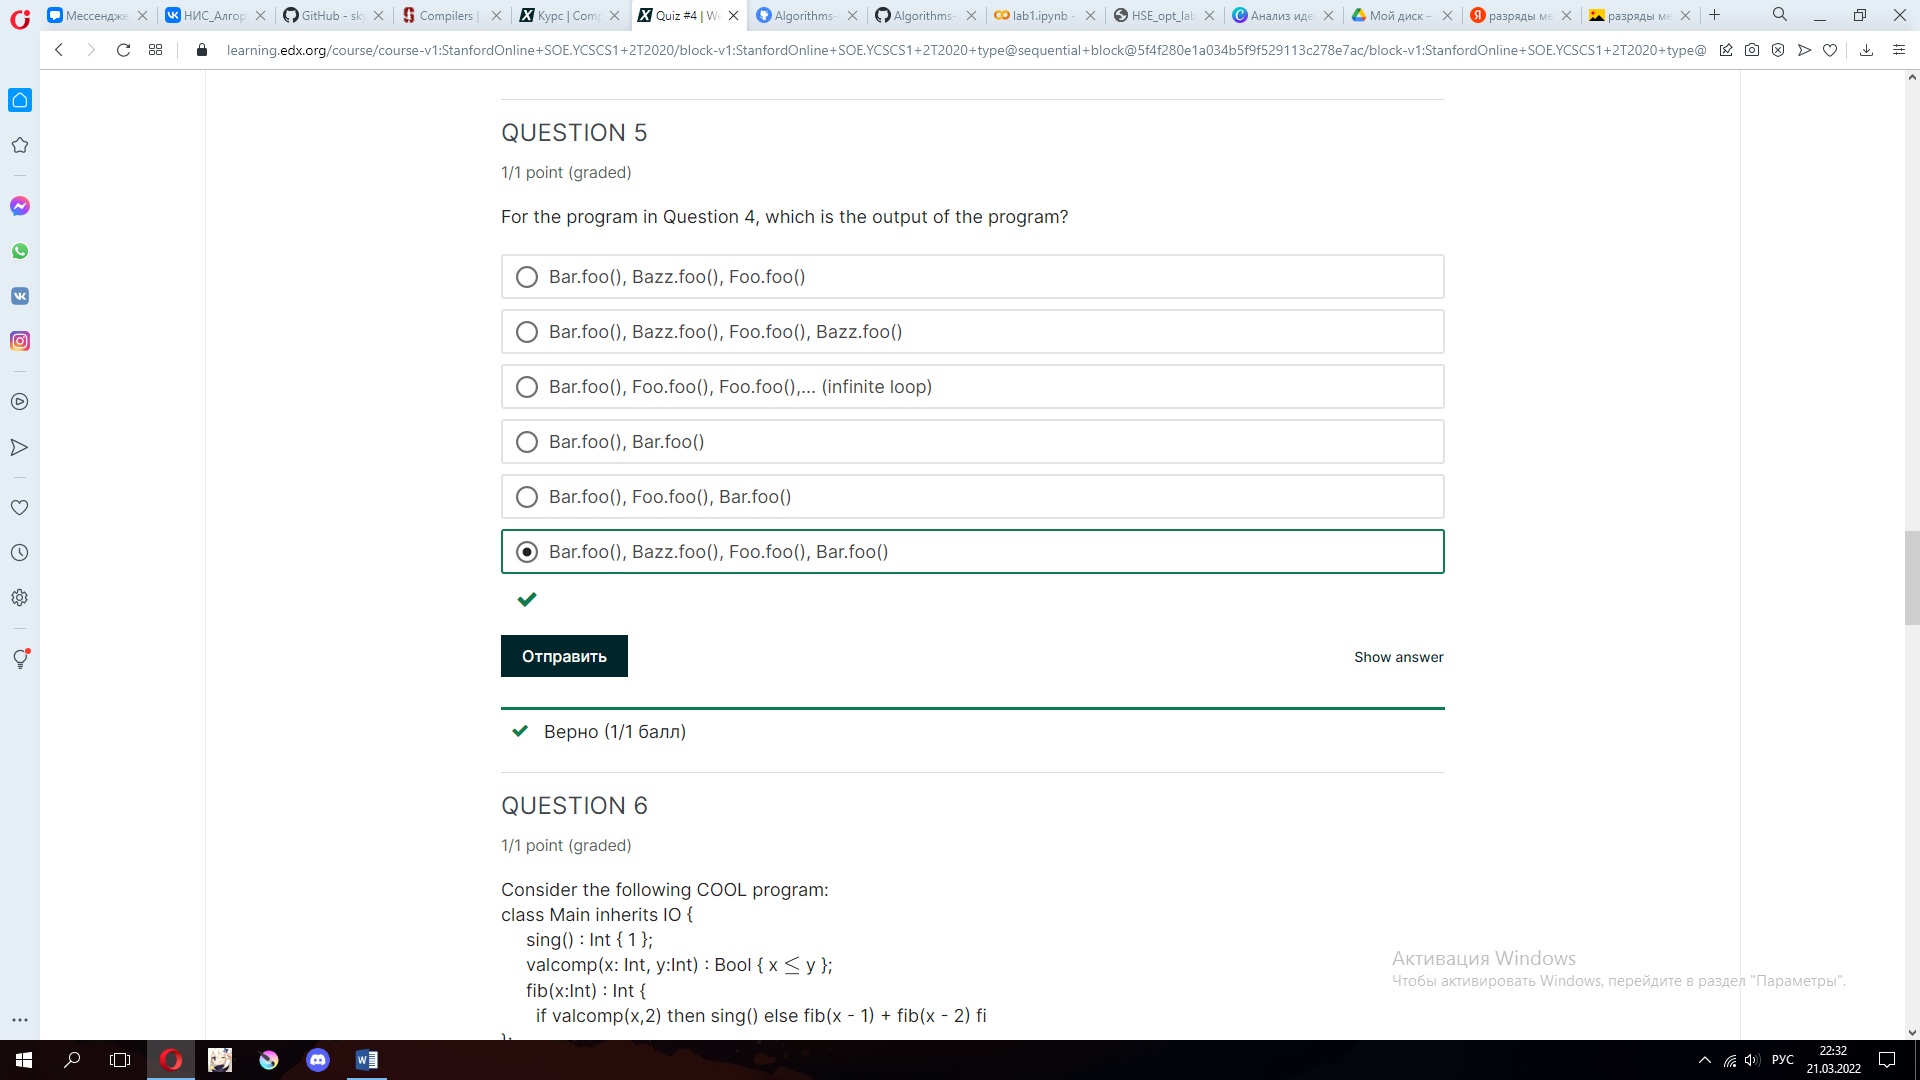 Мессендже
НИС_Алгор
GitHub - sk
Compilers |
Курс | Comp
Quiz #4 | We
Algorithms-
Algorithms-
lab1.ipynb -
HSE_opt_lab
Анализ иде
Мой диск –
разряды ме
разряды ме
learning.edx.org/course/course-v1:StanfordOnline+SOE.YCSCS1+2T2020/block-v1:StanfordOnline+SOE.YCSCS1+2T2020+type@sequential+block@5f4f280e1a034b5f9f529113c278e7ac/block-v1:StanfordOnline+SOE.YCSCS1+2T2020+type@
QUESTION 5
1/1 point (graded)
For the program in Question 4, which is the output of the program?
Bar.foo(), Bazz.foo(), Foo.foo()
Bar.foo(), Bazz.foo(), Foo.foo(), Bazz.foo()
Bar.foo(), Foo.foo(), Foo.foo(),... (infinite loop)
Bar.foo(), Bar.foo()
Bar.foo(), Foo.foo(), Bar.foo()
Bar.foo(), Bazz.foo(), Foo.foo(), Bar.foo()
Отправить
Show answer
Верно (1/1 балл)
QUESTION 6
1/1 point (graded)
Consider the following COOL program:
class Main inherits IO {
sing() : Int { 1 };
valcomp(x: Int, y:Int) : Bool { x ≤ y };
fib(x:Int) : Int {
if valcomp(x,2) then sing() else fib(x - 1) + fib(x - 2) fi
};
Активация Windows
Чтобы активировать Windows, перейдите в раздел "Параметры".
РУС
22:32
21.03.2022